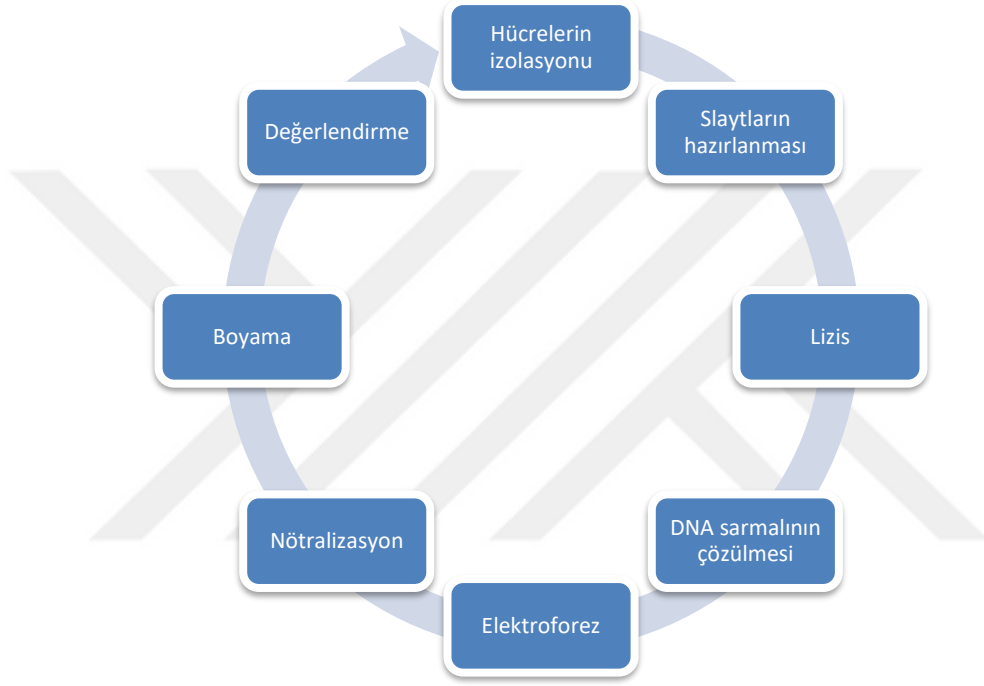 Hücrelerin
izolasyonu
Slaytların
hazırlanması
Lizis
DNA sarmalının
çözülmesi
Elektroforez
Nötralizasyon
Boyama
Değerlendirme